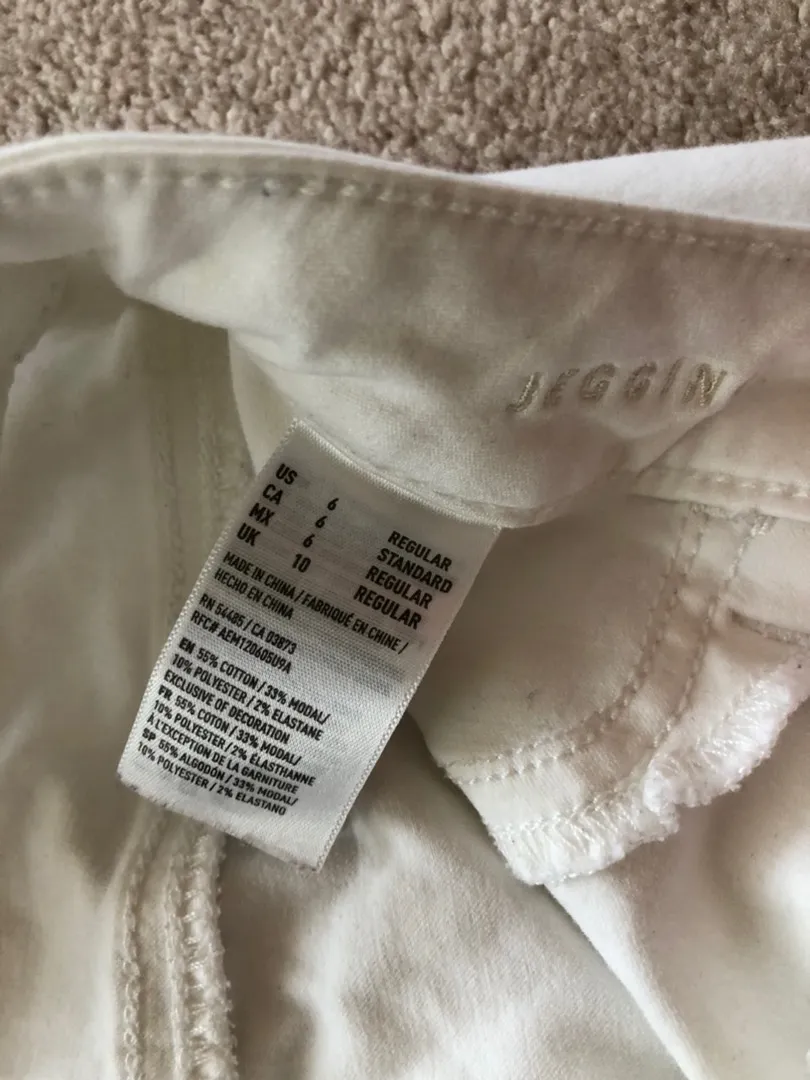 JEGGIN
US 6 REGULAR
CA 6 STANDARD
MX 6 REGULAR
UK 10 REGULAR
MADE IN CHINA / FABRIQUÉ EN CHINE /
HECHO EN CHINA
RN 54485 / CA 03873
RFC# AEM120605U9A
EN 55% COTTON / 33% MODAL/
10% POLYESTER / 2% ELASTANE
EXCLUSIVE OF DECORATION
FR 55% COTON / 33% MODAL/
10% POLYESTER / 2% ÉLASTHANNE
À L'EXCEPTION DE LA GARNITURE
SP 55% ALGODÓN / 33% MODAL/
10% POLYESTER / 2% ELASTANO